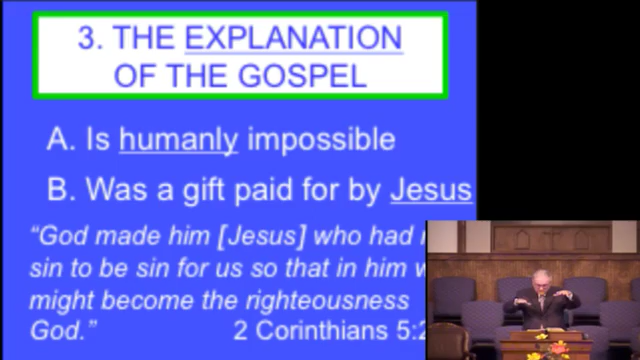 3. THE EXPLANATION
OF THE GOSPEL
A. Is humanly impossible
B. Was a gift paid for by Jesus
“God made him [Jesus] who had
sin to be sin for us so that in him
might become the righteousness
God.” 2 Corinthians